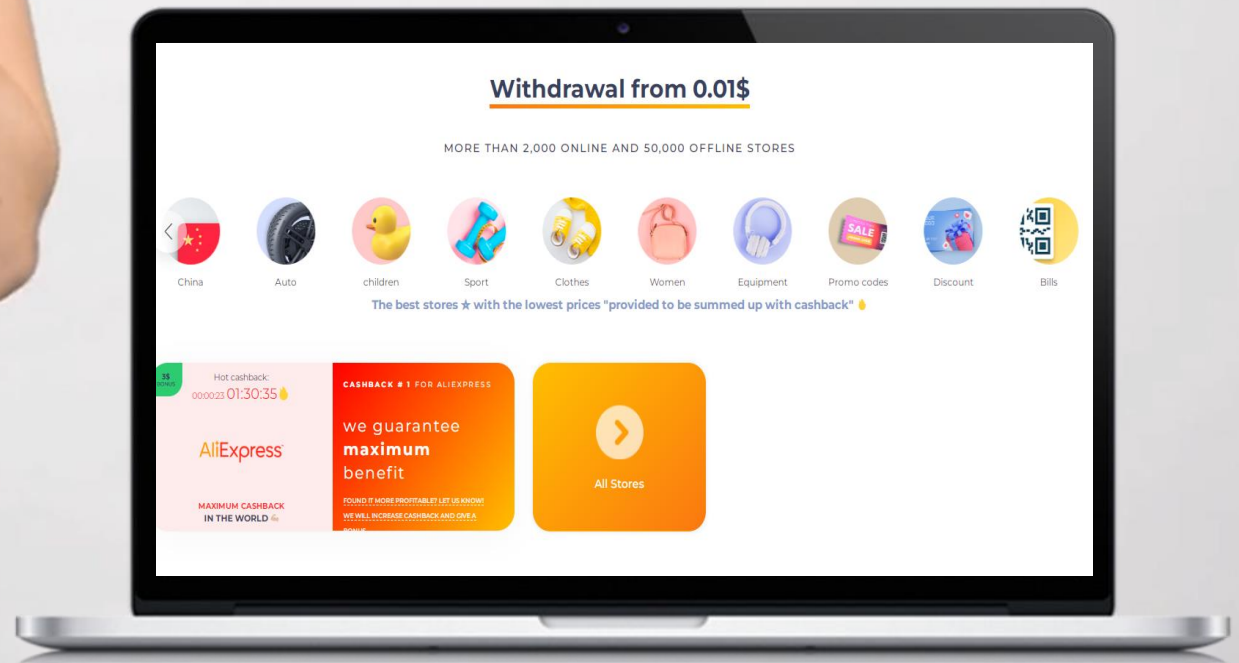 Withdrawal from 0.01$
MORE THAN 2,000 ONLINE AND 50,000 OFFLINE STORES
China
Auto
children
Sport
Clothes
Women
Equipment
Promo codes
Discount
Bills
SALE
The best stores ★ with the lowest prices "provided to be summed up with cashback"
3$
BONUS
Hot cashback:
00:00:23 01:30:35
AliExpress
MAXIMUM CASHBACK
IN THE WORLD
CASHBACK # 1 FOR ALIEXPRESS
we guarantee
maximum
benefit
FOUND IT MORE PROFITABLE? LET US KNOW!
WE WILL INCREASE CASHBACK AND GIVE A
BONUS
All Stores